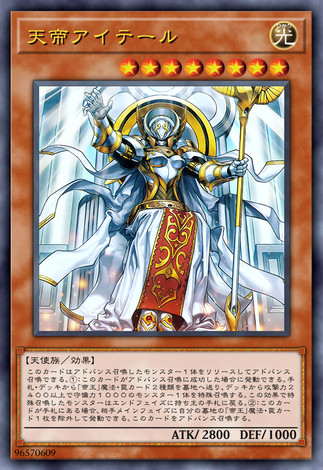 天帝アイテール
光
【天使族／効果】
このカードはアドバンス召喚したモンスター1体をリリースしてアドバンス
召喚できる。①：このカードがアドバンス召喚に成功した場合に発動できる。手
札・デッキから「帝王」魔法・罠カード2種類を墓地へ送り、デッキから攻撃力2
400以上で守備力1000のモンスター1体を特殊召喚する。この効果で特
殊召喚したモンスターはエンドフェイズに持ち主の手札に戻る。②：このカー
ドが手札にある場合、相手メインフェイズに自分の墓地の「帝王」魔法・罠カー
ド1枚を除外して発動できる。このカードをアドバンス召喚する。
ATK/ 2800 DEF/1000
96570609